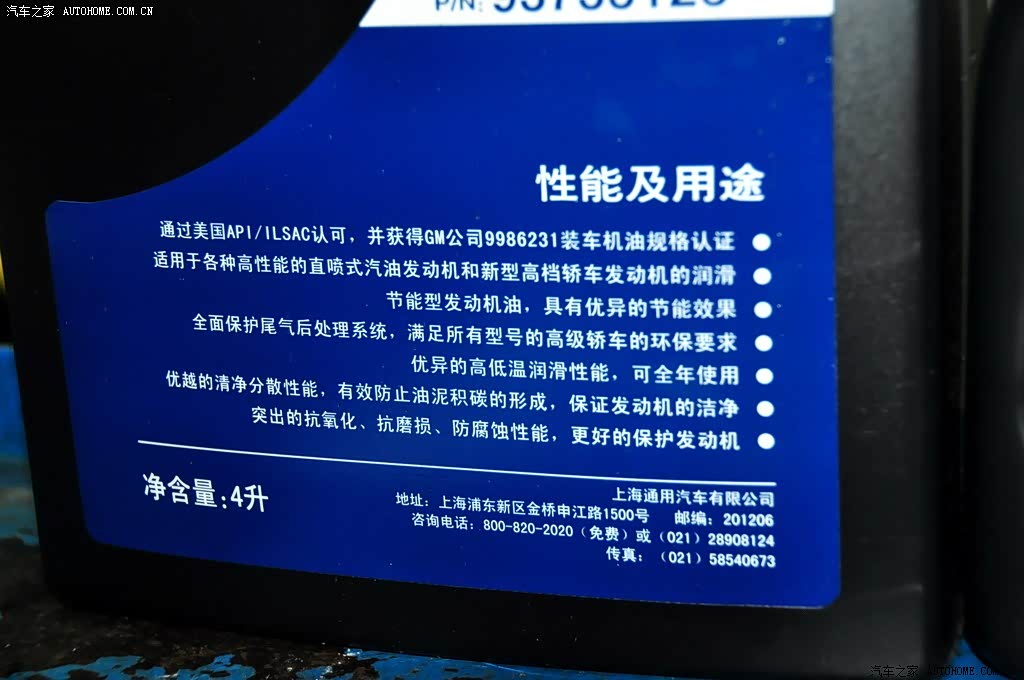 汽车之家 AUTOHOME.COM.CN
P/N:
性能及用途
通过美国API/ILSAC认可，并获得GM公司9986231装车机油规格认证 ●
适用于各种高性能的直喷式汽油发动机和新型高档轿车发动机的润滑 ●
节能型发动机油，具有优异的节能效果 ●
全面保护尾气后处理系统，满足所有型号的高级轿车的环保要求 ●
优异的高低温润滑性能，可全年使用 ●
优越的清净分散性能，有效防止油泥积碳的形成，保证发动机的洁净 ●
突出的抗氧化、抗磨损、防腐蚀性能，更好的保护发动机 ●
净含量:4升
上海通用汽车有限公司
地址：上海浦东新区金桥申江路1500号 邮编：201206
咨询电话：800-820-2020（免费）或（021）28908124
传真：（021）58540673
汽车之家 AUTOHOME.COM.CN